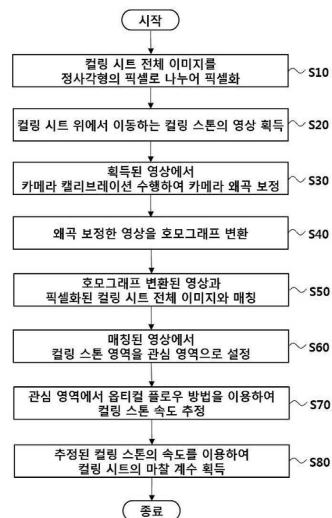 시작
컬링 시트 전체 이미지를
정사각형의 픽셀로 나누어 픽셀화
S10
컬링 시트 위에서 이동하는 컬링 스톤의 영상 획득
S20
획득된 영상에서
카메라 캘리브레이션 수행하여 카메라 왜곡 보정
S30
왜곡 보정한 영상을 호모그래프 변환
S40
호모그래프 변환된 영상과
픽셀화된 컬링 시트 전체 이미지와 매칭
S50
매칭된 영상에서
컬링 스톤 영역을 관심 영역으로 설정
S60
관심 영역에서 옵티컬 플로우 방법을 이용하여
컬링 스톤 속도 추정
S70
추정된 컬링 스톤의 속도를 이용하여
컬링 시트의 마찰 계수 획득
S80
종료